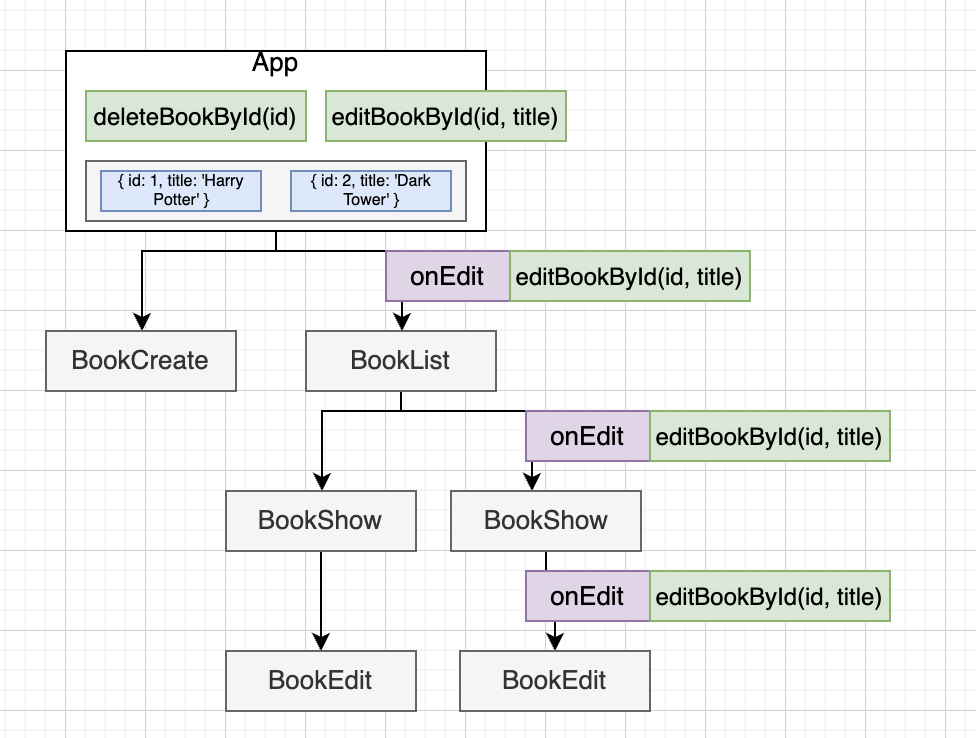 App
deleteBookById(id) editBookById(id, title)
{ id: 1, title: 'Harry
Potter' }
{ id: 2, title: 'Dark
Tower' }
onEdit editBookById(id, title)
BookCreate BookList
onEdit editBookById(id, title)
BookShow BookShow
onEdit editBookById(id, title)
BookEdit BookEdit